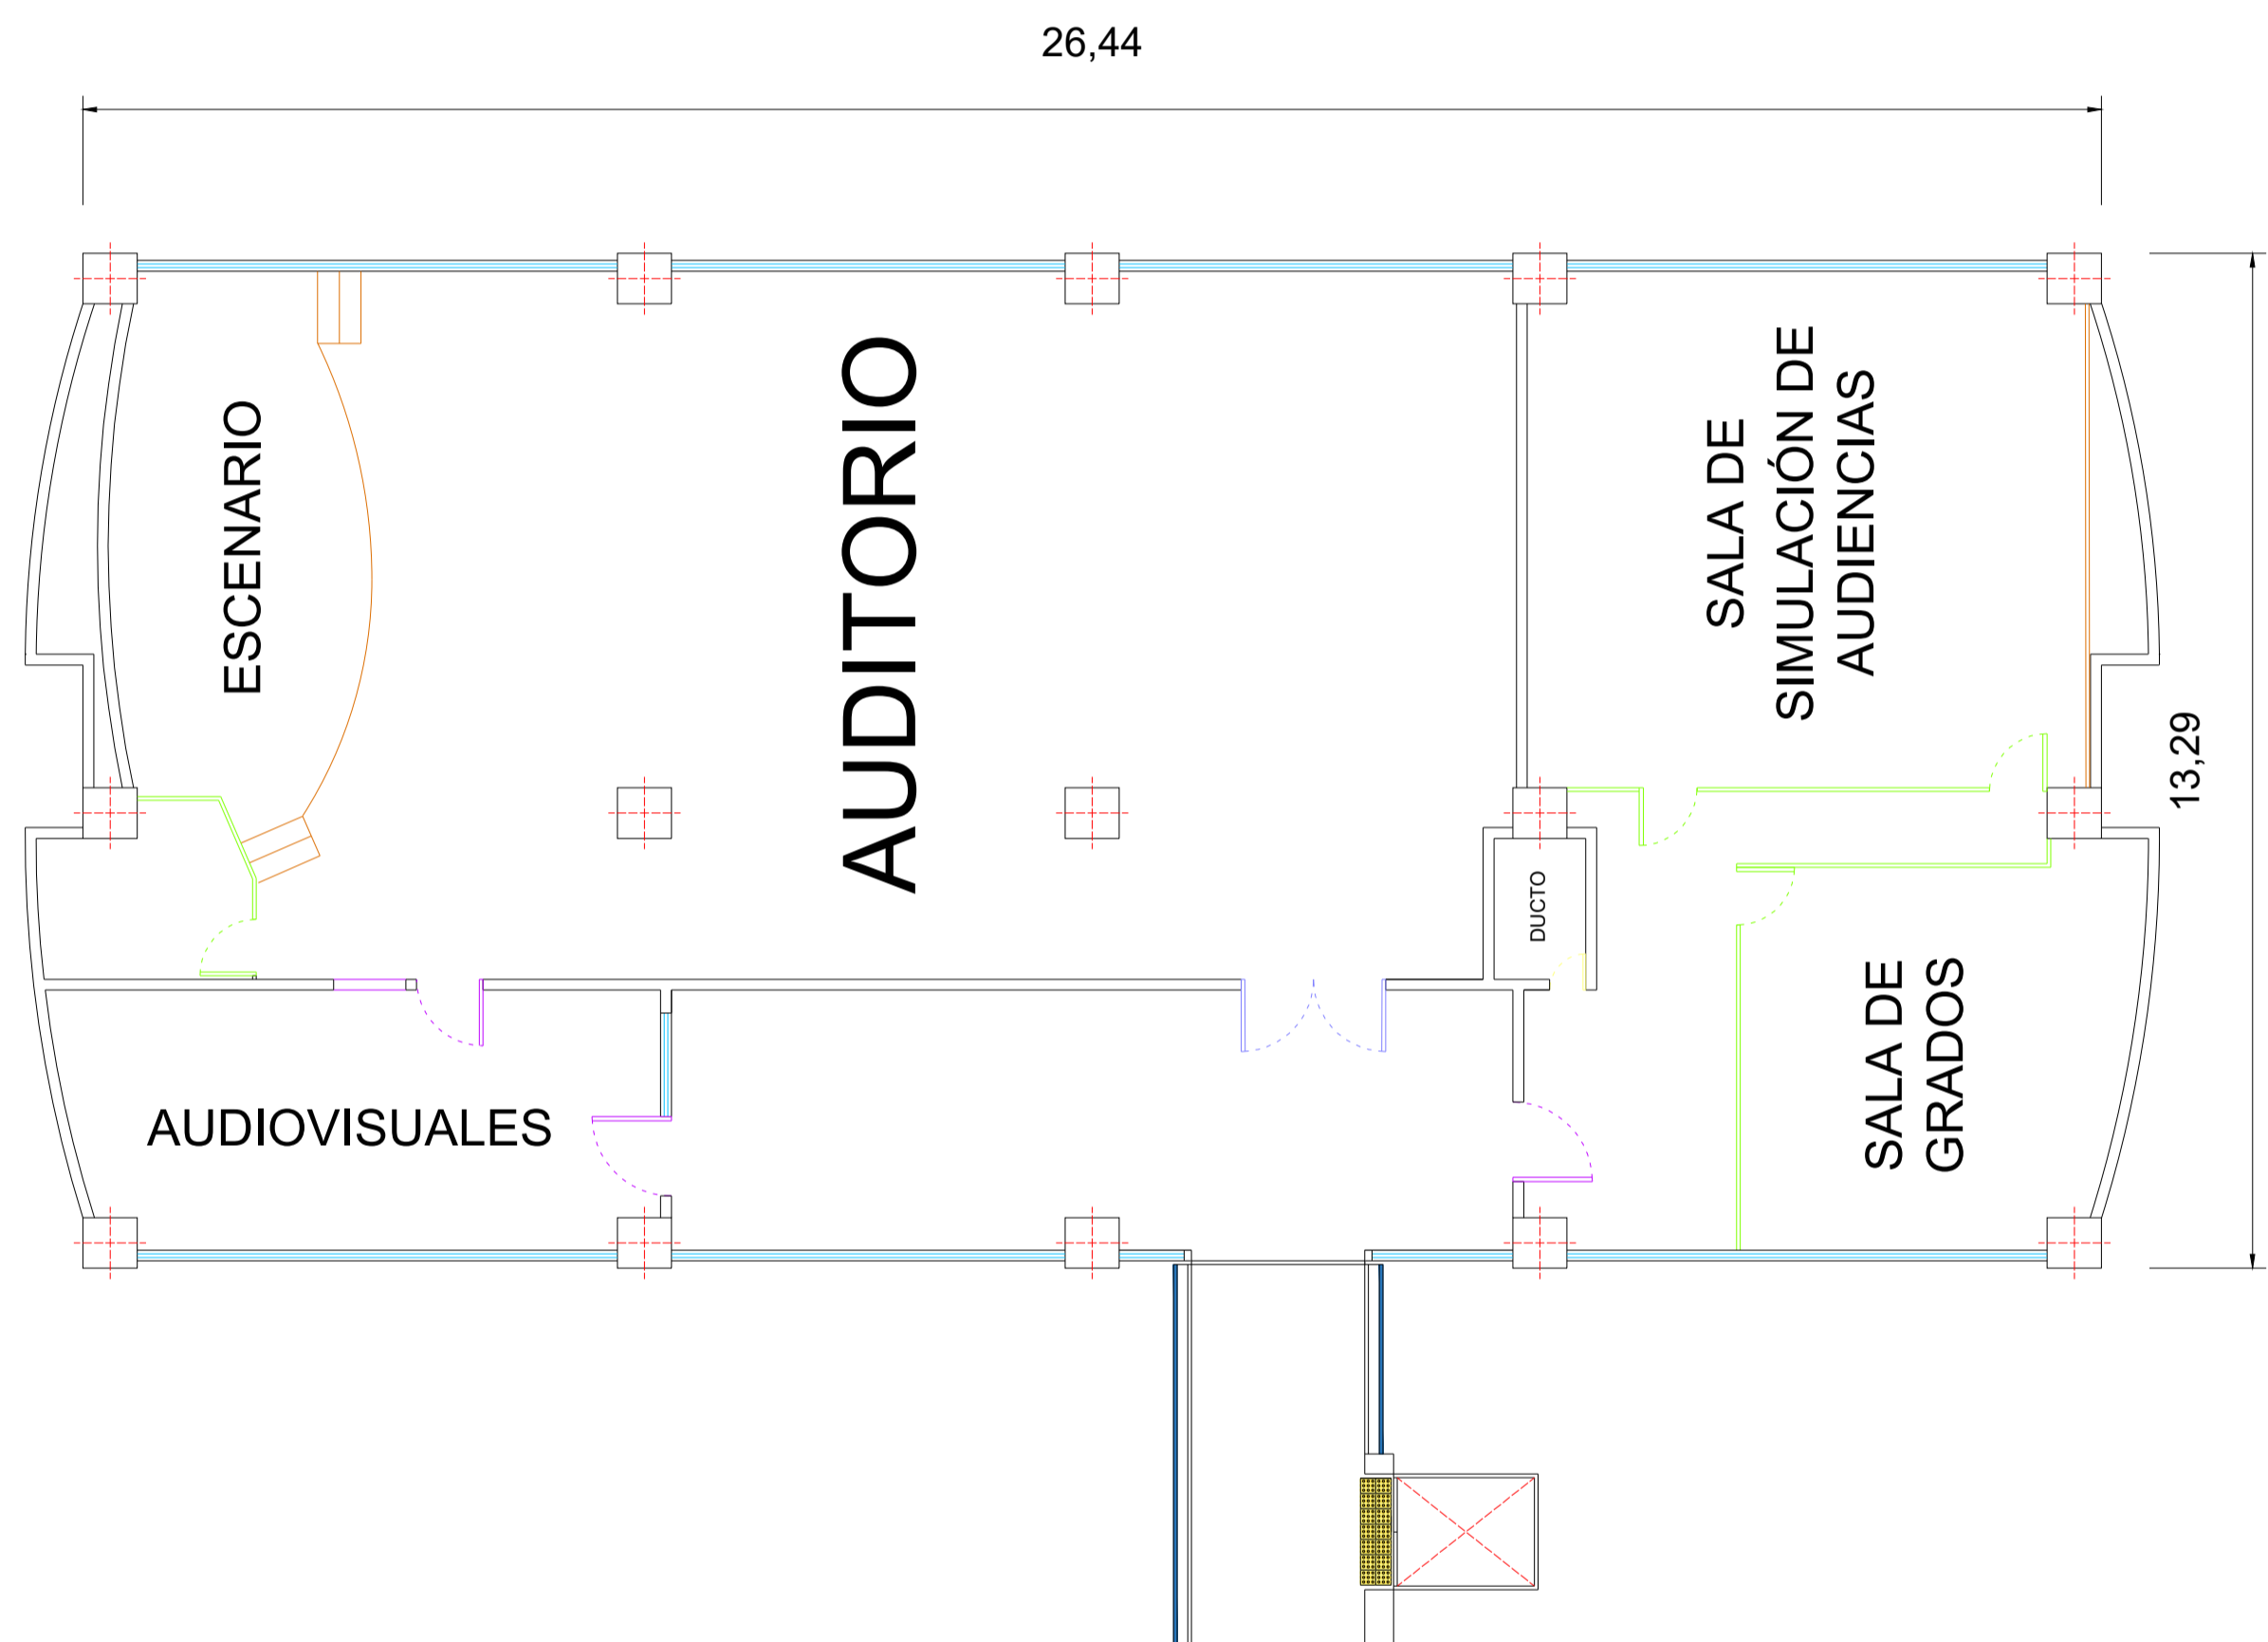 26,44
ESCENARIO
AUDITORIO
SALA DE
SIMULACIÓN DE
AUDIENCIAS
13,29
DUCTO
AUDIOVISUALES
SALA DE
GRADOS